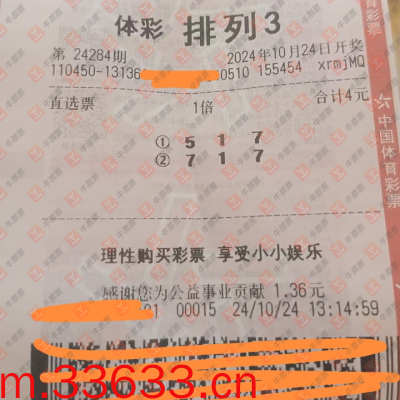 体彩 排列3
第 24284期 2024年10月24日开奖
110450-13136 0510 155454 xrmjMQ
直选票 1倍 合计4元
① 5 1 7
② 7 1 7
理性购买彩票 享受小小娱乐
感谢您为公益事业贡献 1.36元
01 00015 24/10/24 13:14:59
m.33633.cn
育彩票
中国体育彩票